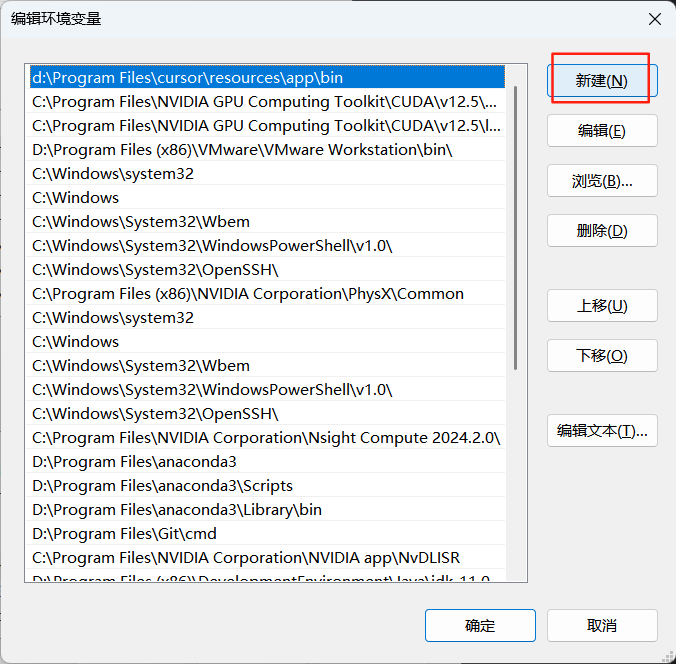 编辑环境变量
d:\Program Files\cursor\resources\app\bin
C:\Program Files\NVIDIA GPU Computing Toolkit\CUDA\v12.5\...
C:\Program Files\NVIDIA GPU Computing Toolkit\CUDA\v12.5\l...
D:\Program Files (x86)\VMware\VMware Workstation\bin\
C:\Windows\system32
C:\Windows
C:\Windows\System32\Wbem
C:\Windows\System32\WindowsPowerShell\v1.0\
C:\Windows\System32\OpenSSH\
C:\Program Files (x86)\NVIDIA Corporation\PhysX\Common
C:\Windows\system32
C:\Windows
C:\Windows\System32\Wbem
C:\Windows\System32\WindowsPowerShell\v1.0\
C:\Windows\System32\OpenSSH\
C:\Program Files\NVIDIA Corporation\Nsight Compute 2024.2.0\
D:\Program Files\anaconda3
D:\Program Files\anaconda3\Scripts
D:\Program Files\anaconda3\Library\bin
D:\Program Files\Git\cmd
C:\Program Files\NVIDIA Corporation\NVIDIA app\NvDLISR
D:\Program Files (x86)\DevelopmentEnvironment\Java\jdk-11.0
新建(N)
编辑(E)
浏览(B)...
删除(D)
上移(U)
下移(O)
编辑文本(T)...
确定
取消